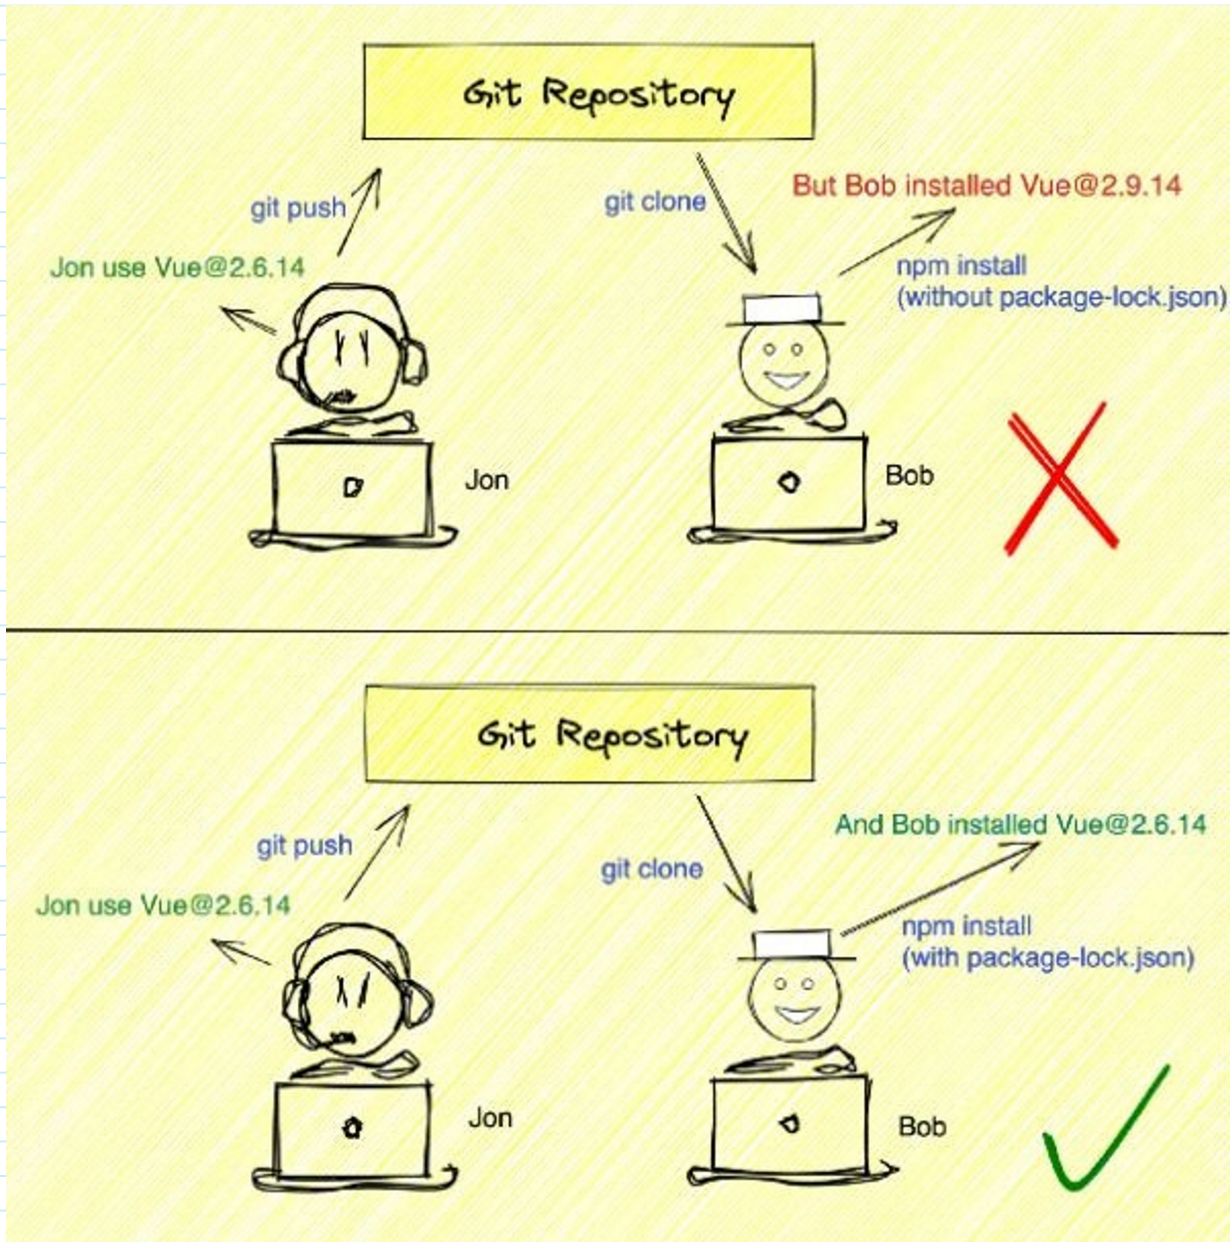 Git Repository
But Bob installed Vue@2.9.14
git push
git clone
Jon use Vue@2.6.14
npm install
(without package-lock.json)
Jon
Bob
Git Repository
And Bob installed Vue@2.6.14
git push
git clone
Jon use Vue@2.6.14
npm install
(with package-lock.json)
Jon
Bob